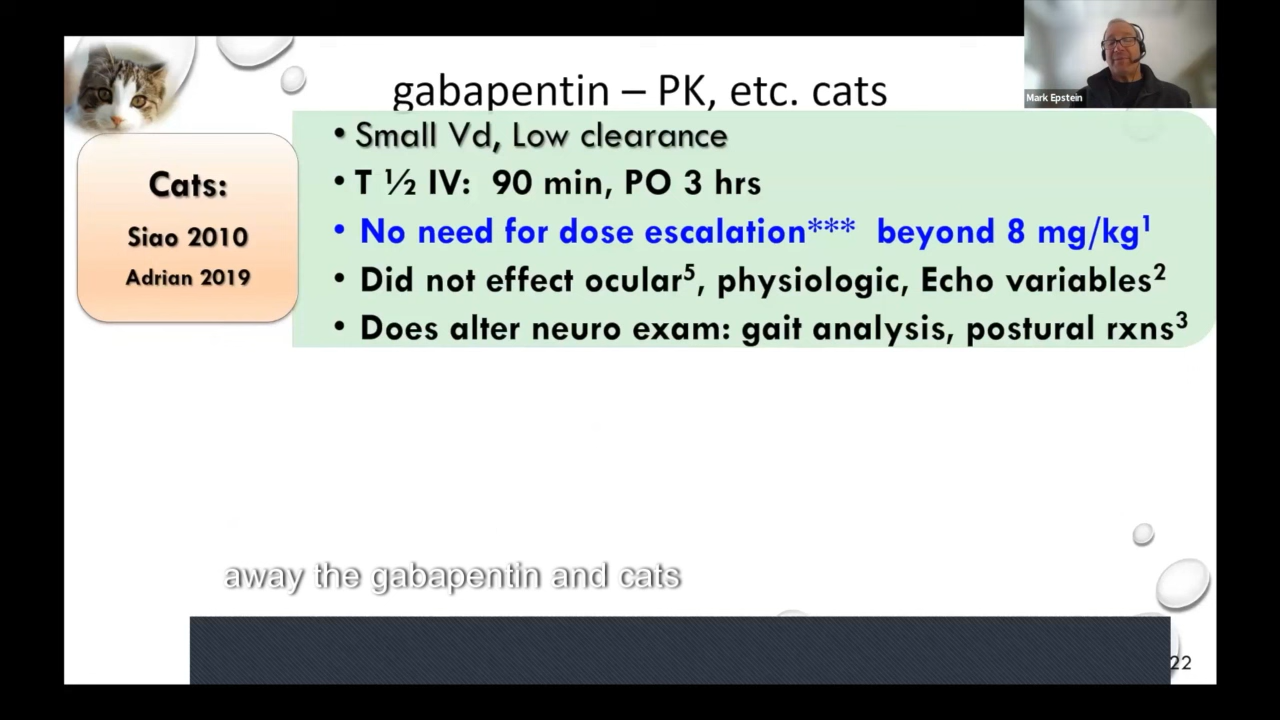 gabapentin – PK, etc. cats
Mark Epstein
Cats:
Siao 2010
Adrian 2019
• Small Vd, Low clearance
• T ½ IV: 90 min, PO 3 hrs
• No need for dose escalation*** beyond 8 mg/kg¹
• Did not effect ocular⁵, physiologic, Echo variables²
• Does alter neuro exam: gait analysis, postural rxns³
away the gabapentin and cats
22